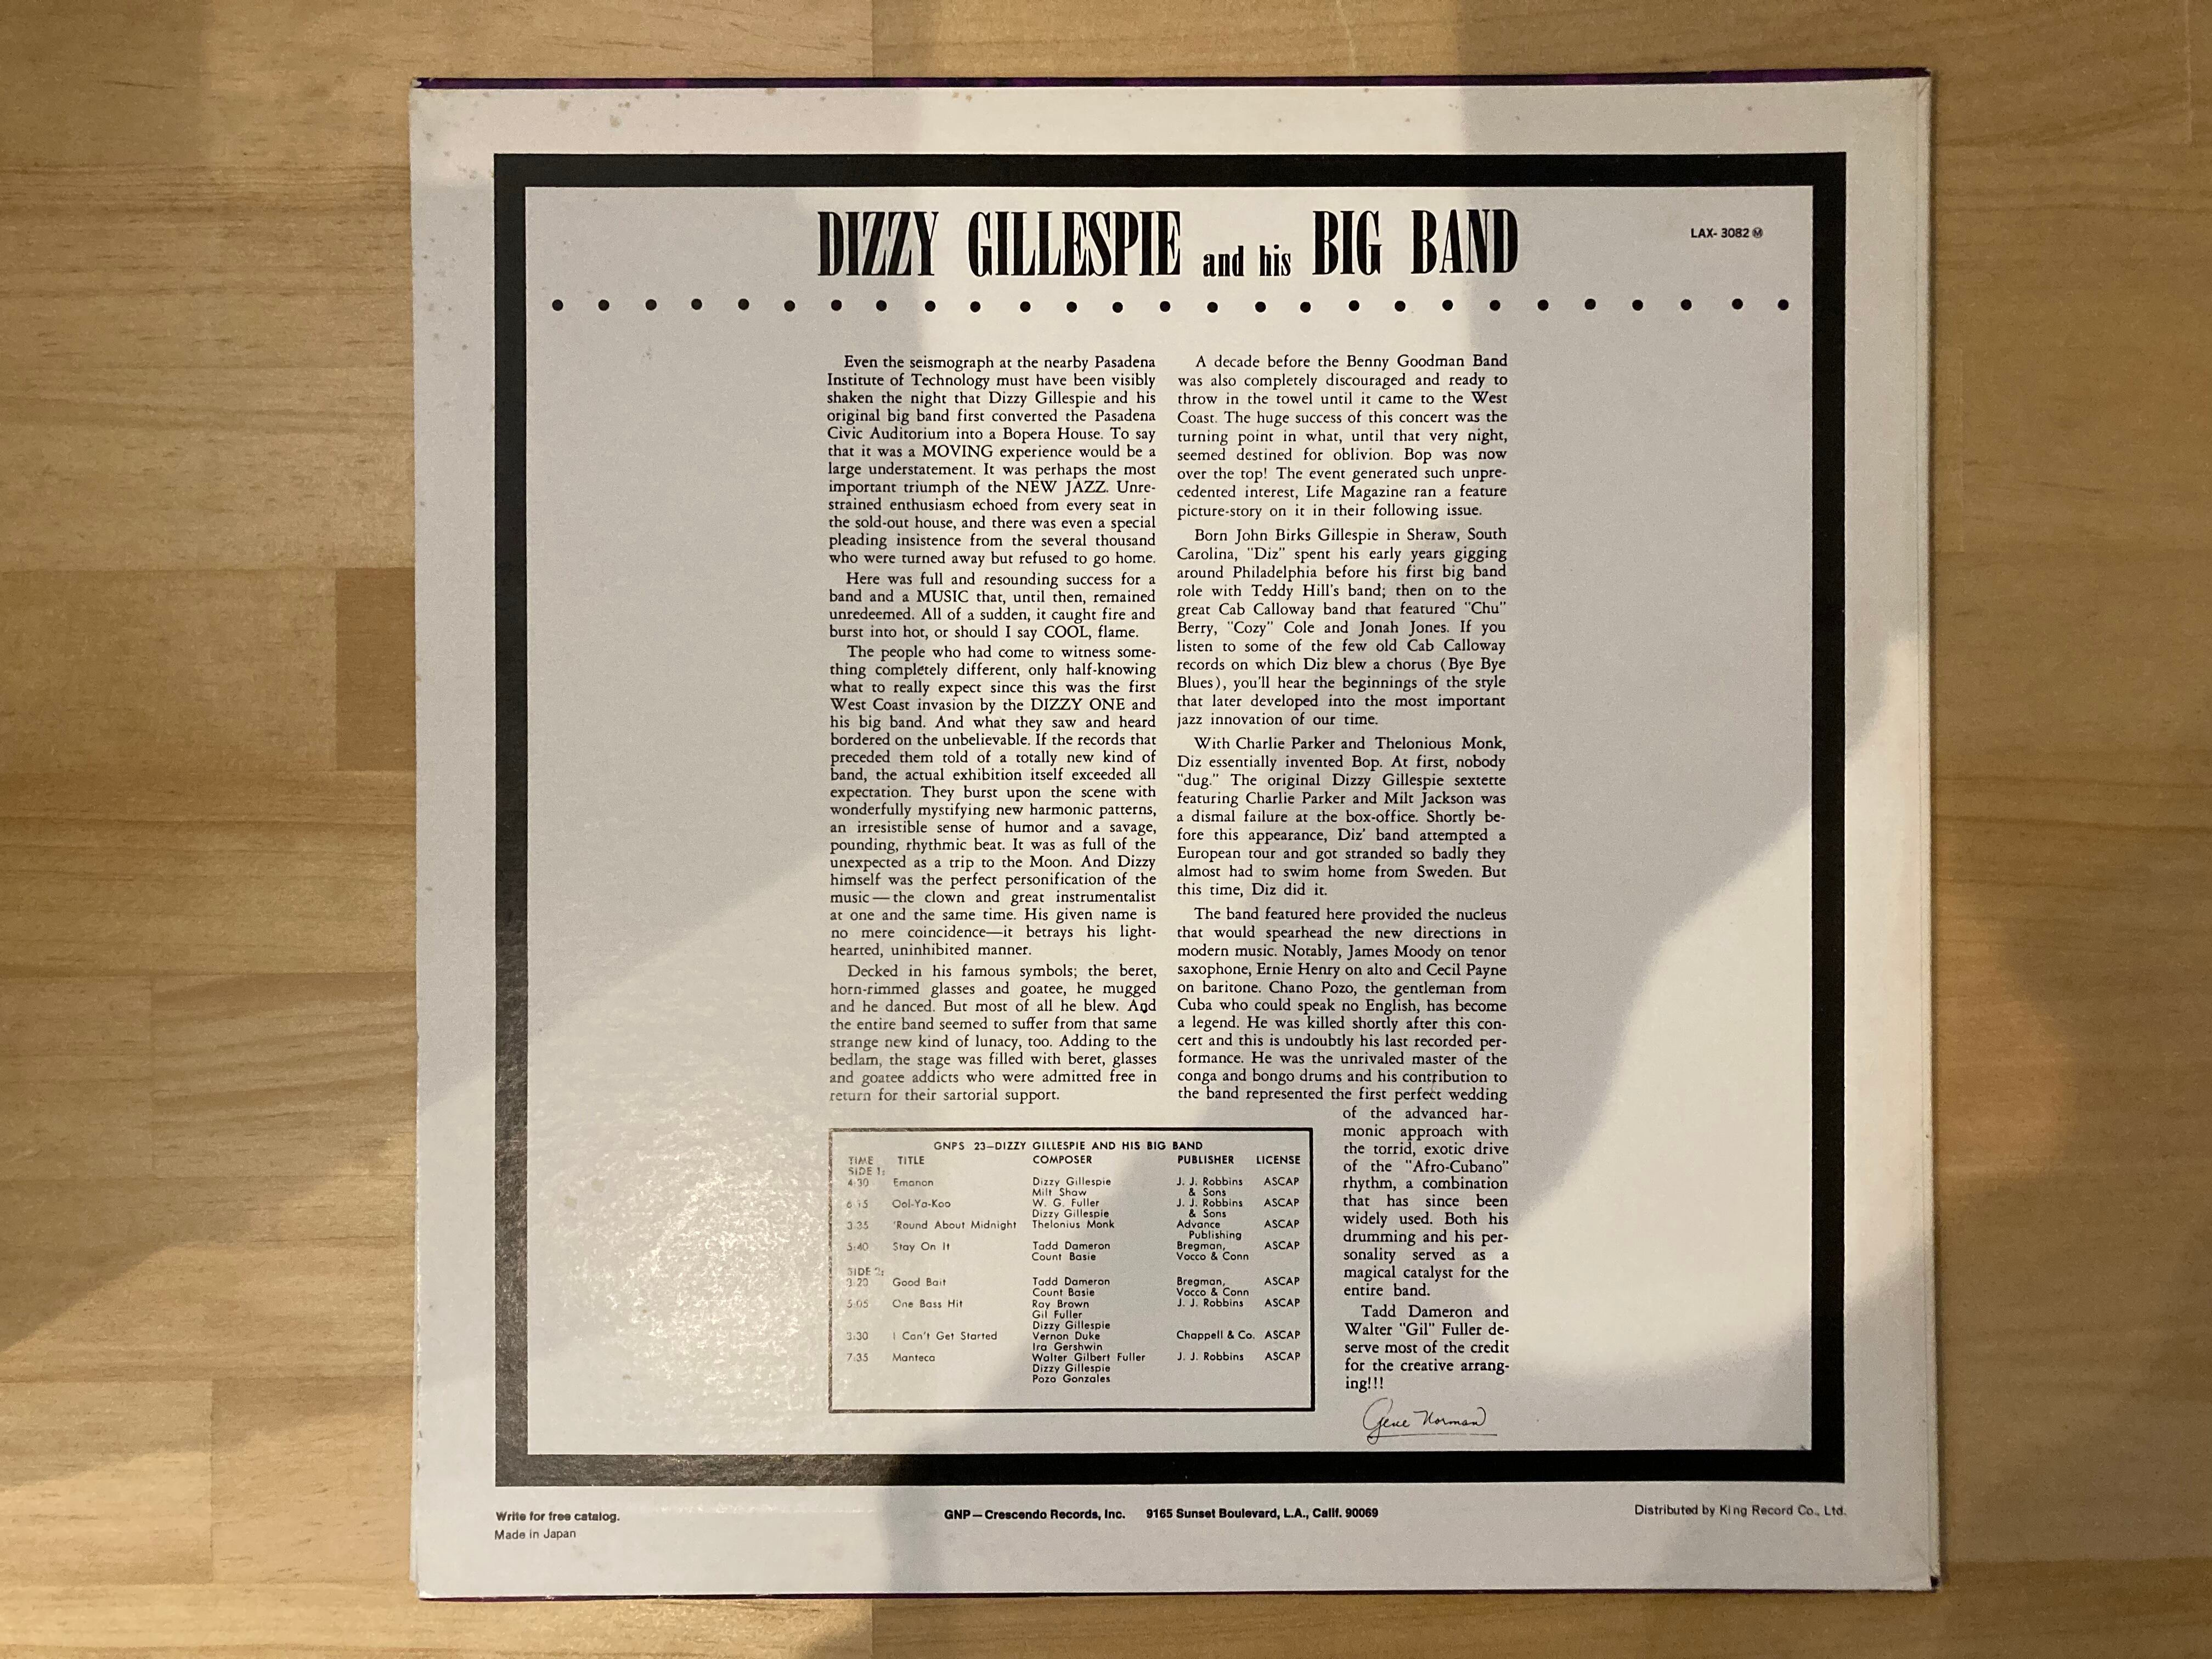 DIZZY GILLESPIE and his BIG BAND
LAX- 3082 Ⓜ
Even the seismograph at the nearby Pasadena
Institute of Technology must have been visibly
shaken the night that Dizzy Gillespie and his
original big band first converted the Pasadena
Civic Auditorium into a Bopera House. To say
that it was a MOVING experience would be a
large understatement. It was perhaps the most
important triumph of the NEW JAZZ. Unre-
strained enthusiasm echoed from every seat in
the sold-out house, and there was even a special
pleading insistence from the several thousand
who were turned away but refused to go home.
Here was full and resounding success for a
band and a MUSIC that, until then, remained
unredeemed. All of a sudden, it caught fire and
burst into hot, or should I say COOL, flame.
The people who had come to witness some-
thing completely different, only half-knowing
what to really expect since this was the first
West Coast invasion by the DIZZY ONE and
his big band. And what they saw and heard
bordered on the unbelievable. If the records that
preceded them told of a totally new kind of
band, the actual exhibition itself exceeded all
expectation. They burst upon the scene with
wonderfully mystifying new harmonic patterns,
an irresistible sense of humor and a savage,
pounding, rhythmic beat. It was as full of the
unexpected as a trip to the Moon. And Dizzy
himself was the perfect personification of the
music — the clown and great instrumentalist
at one and the same time. His given name is
no mere coincidence—it betrays his light-
hearted, uninhibited manner.
Decked in his famous symbols; the beret,
horn-rimmed glasses and goatee, he mugged
and he danced. But most of all he blew. And
the entire band seemed to suffer from that same
strange new kind of lunacy, too. Adding to the
bedlam, the stage was filled with beret, glasses
and goatee addicts who were admitted free in
return for their sartorial support.
A decade before the Benny Goodman Band
was also completely discouraged and ready to
throw in the towel until it came to the West
Coast. The huge success of this concert was the
turning point in what, until that very night,
seemed destined for oblivion. Bop was now
over the top! The event generated such unpre-
cedented interest, Life Magazine ran a feature
picture-story on it in their following issue.
Born John Birks Gillespie in Sheraw, South
Carolina, "Diz" spent his early years gigging
around Philadelphia before his first big band
role with Teddy Hill's band; then on to the
great Cab Calloway band that featured "Chu"
Berry, "Cozy" Cole and Jonah Jones. If you
listen to some of the few old Cab Calloway
records on which Diz blew a chorus (Bye Bye
Blues), you'll hear the beginnings of the style
that later developed into the most important
jazz innovation of our time.
With Charlie Parker and Thelonious Monk,
Diz essentially invented Bop. At first, nobody
"dug." The original Dizzy Gillespie sextette
featuring Charlie Parker and Milt Jackson was
a dismal failure at the box-office. Shortly be-
fore this appearance, Diz' band attempted a
European tour and got stranded so badly they
almost had to swim home from Sweden. But
this time, Diz did it.
The band featured here provided the nucleus
that would spearhead the new directions in
modern music. Notably, James Moody on tenor
saxophone, Ernie Henry on alto and Cecil Payne
on baritone. Chano Pozo, the gentleman from
Cuba who could speak no English, has become
a legend. He was killed shortly after this con-
cert and this is undoubtly his last recorded per-
formance. He was the unrivaled master of the
conga and bongo drums and his contribution to
the band represented the first perfect wedding
of the advanced har-
monic approach with
the torrid, exotic drive
of the "Afro-Cubano"
rhythm, a combination
that has since been
widely used. Both his
drumming and his per-
sonality served as a
magical catalyst for the
entire band.
Tadd Dameron and
Walter "Gil" Fuller de-
serve most of the credit
for the creative arrang-
ing!!!
Gene Norman
GNPS 23—DIZZY GILLESPIE AND HIS BIG BAND
TIME TITLE COMPOSER PUBLISHER LICENSE
SIDE 1:
4:30 Emanon Dizzy Gillespie J. J. Robbins ASCAP
Milt Shaw & Sons
6:15 Ool-Ya-Koo W. G. Fuller J. J. Robbins ASCAP
Dizzy Gillespie & Sons
3:35 'Round About Midnight Thelonius Monk Advance ASCAP
Publishing
5:40 Stay On It Tadd Dameron Bregman, ASCAP
Count Basie Vocco & Conn
SIDE 2:
3:20 Good Bait Tadd Dameron Bregman, ASCAP
Count Basie Vocco & Conn
5:05 One Bass Hit Ray Brown J. J. Robbins ASCAP
Gil Fuller
Dizzy Gillespie
3:30 I Can't Get Started Vernon Duke Chappell & Co. ASCAP
Ira Gershwin
7:35 Manteca Walter Gilbert Fuller J. J. Robbins ASCAP
Dizzy Gillespie
Pozo Gonzales
Write for free catalog.
Made in Japan
GNP — Crescendo Records, Inc. 9165 Sunset Boulevard, L.A., Calif. 90069
Distributed by King Record Co., Ltd.